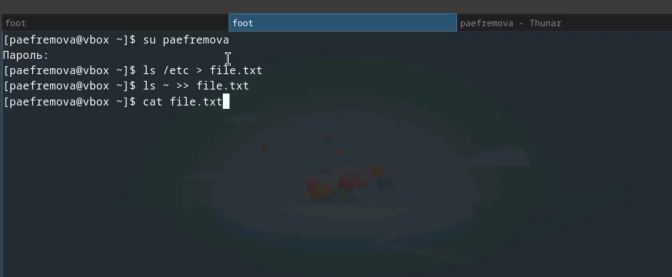 foot
foot
paefremova - Thunar
[paefremova@vbox ~]$ su paefremova
Пароль:
[paefremova@vbox ~]$ ls /etc > file.txt
[paefremova@vbox ~]$ ls ~ >> file.txt
[paefremova@vbox ~]$ cat file.txt